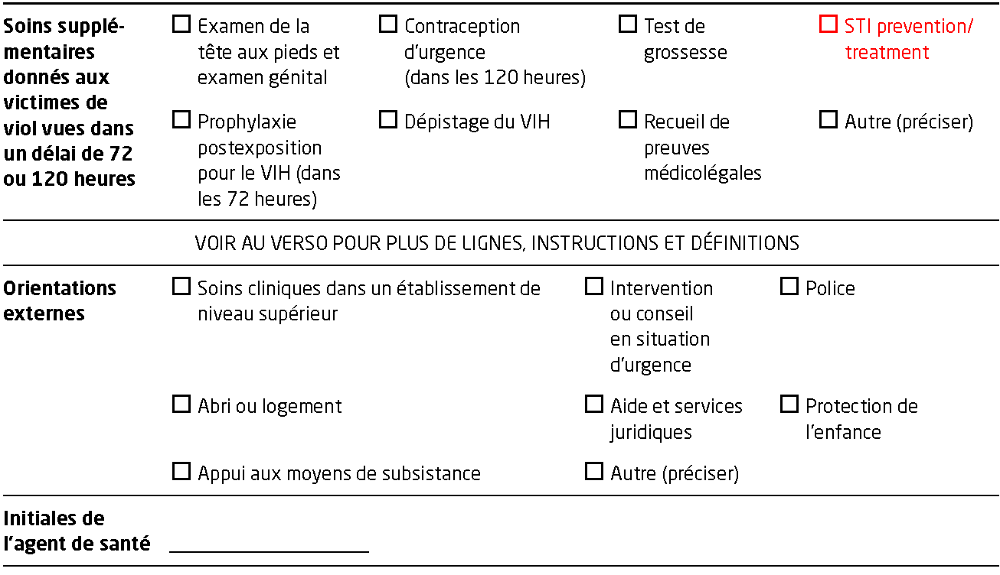 Soins supplé-
mentaires
donnés aux
victimes de
viol vues dans
un délai de 72
ou 120 heures
Examen de la
tête aux pieds et
examen génital
Contraception
d'urgence
(dans les 120 heures)
Test de
grossesse
STI prevention/
treatment
Prophylaxie
postexposition
pour le VIH (dans
les 72 heures)
Dépistage du VIH
Recueil de
preuves
médicolégales
Autre (préciser)
VOIR AU VERSO POUR PLUS DE LIGNES, INSTRUCTIONS ET DÉFINITIONS
Orientations
externes
Soins cliniques dans un établissement de
niveau supérieur
Intervention
ou conseil
en situation
d'urgence
Police
Abri ou logement
Aide et services
juridiques
Protection de
l'enfance
Appui aux moyens de subsistance
Autre (préciser)
Initiales de
l'agent de santé